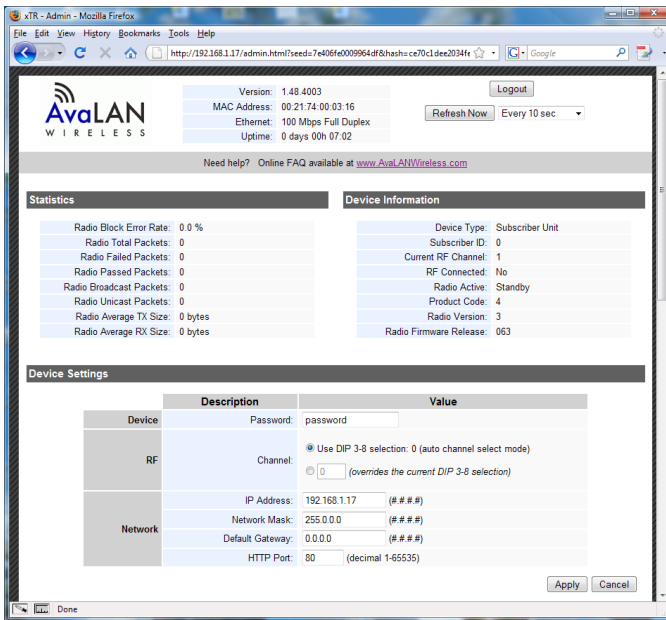 xTR - Admin - Mozilla Firefox
File Edit View History Bookmarks Tools Help
http://192.168.1.17/admin.html?seed=7e406fe0009964df&hash=ce70c1dee2034fe
Google
AvaLAN
WIRELESS
Version: 1.48.4003
MAC Address: 00:21:74:00:03:16
Ethernet: 100 Mbps Full Duplex
Uptime: 0 days 00h 07:02
Logout
Refresh Now Every 10 sec
Need help? Online FAQ available at www.AvaLANWireless.com
Statistics
Radio Block Error Rate: 0.0 %
Radio Total Packets: 0
Radio Failed Packets: 0
Radio Passed Packets: 0
Radio Broadcast Packets: 0
Radio Unicast Packets: 0
Radio Average TX Size: 0 bytes
Radio Average RX Size: 0 bytes
Device Information
Device Type: Subscriber Unit
Subscriber ID: 0
Current RF Channel: 1
RF Connected: No
Radio Active: Standby
Product Code: 4
Radio Version: 3
Radio Firmware Release: 063
Device Settings
Description Value
Device Password: password
RF Channel: Use DIP 3-8 selection: 0 (auto channel select mode)
0 (overrides the current DIP 3-8 selection)
Network
IP Address: 192.168.1.17 (#.#.#.#)
Network Mask: 255.0.0.0 (#.#.#.#)
Default Gateway: 0.0.0.0 (#.#.#.#)
HTTP Port: 80 (decimal 1-65535)
Apply Cancel
Done